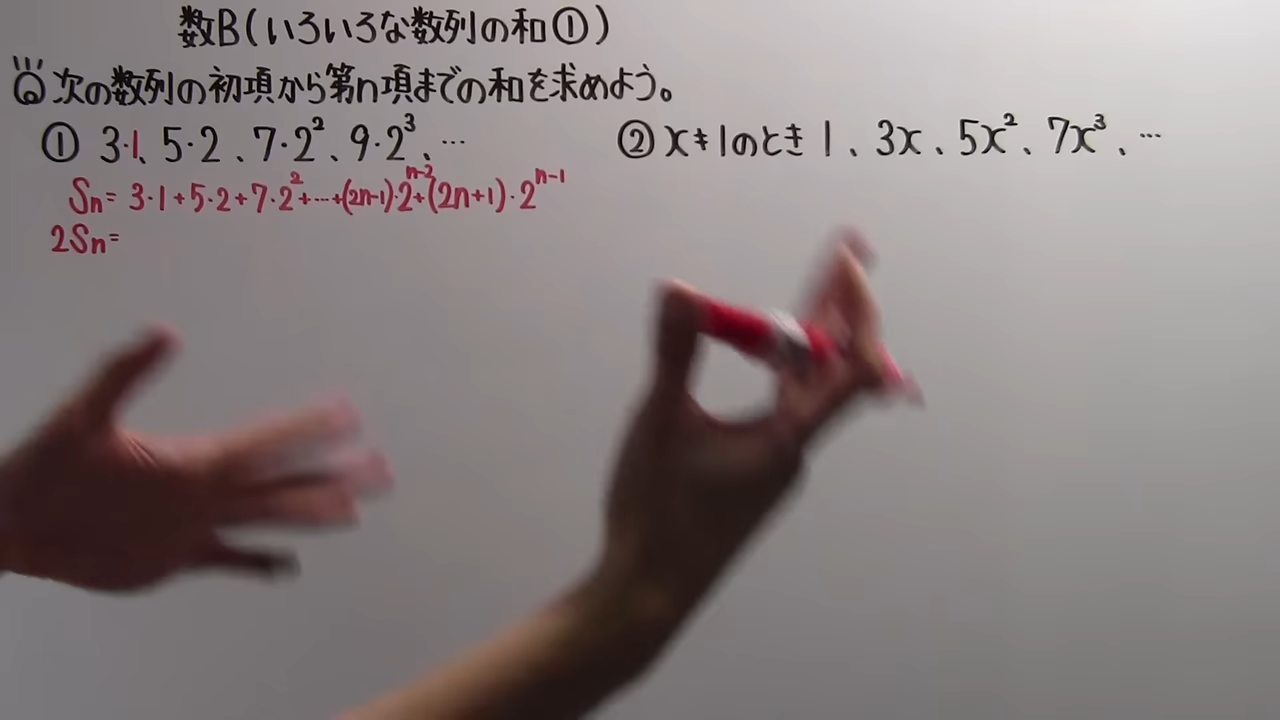 数B(いろいろな数列の和①)
Q次の数列の初項から第n項までの和を求めよう。
① 3・1、5・2、7・2²、9・2³、…
Sn= 3・1+5・2+7・2²+…+(2n-1)・2ⁿ⁻²+(2n+1)・2ⁿ⁻¹
2Sn=
② x≠1のとき 1、3x、5x²、7x³、…